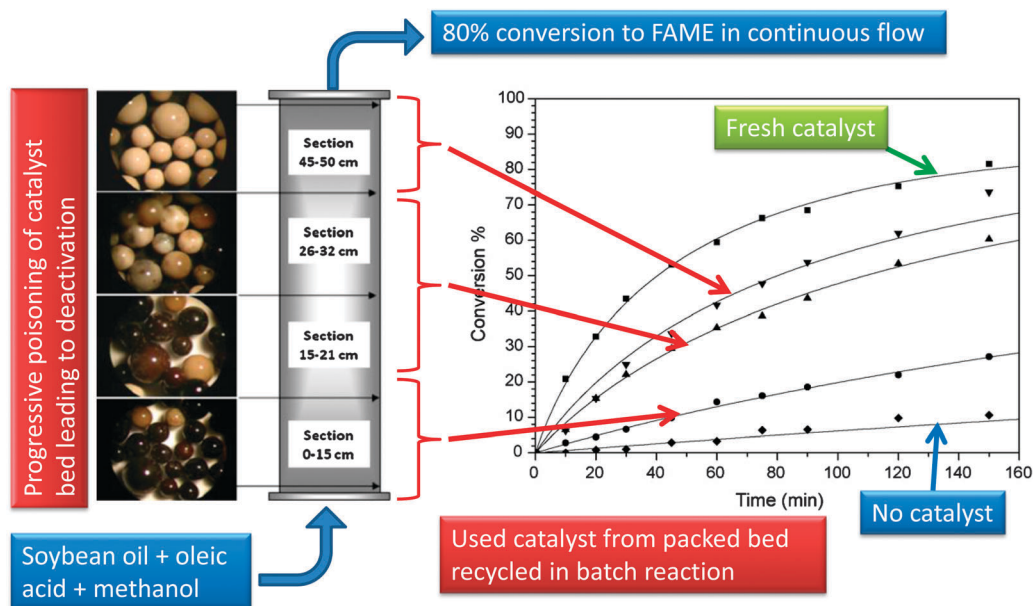 80% conversion to FAME in continuous flow
Progressive poisoning of catalyst
bed leading to deactivation
Section
45-50 cm
Section
26-32 cm
Section
15-21 cm
Section
0-15 cm
Soybean oil + oleic
acid + methanol
Conversion %
100
90
80
70
60
50
40
30
20
10
0
0
20
40
60
80
100
120
140
160
Time (min)
Fresh catalyst
No catalyst
Used catalyst from packed bed
recycled in batch reaction